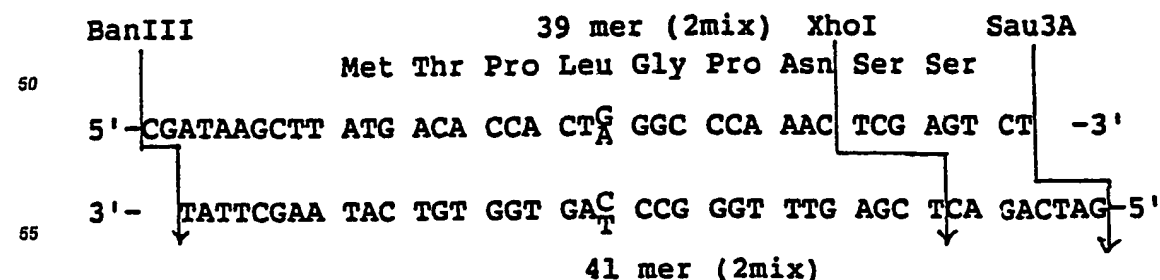 BanIII 39 mer (2mix) XhoI Sau3A
50 Met Thr Pro Leu Gly Pro Asn Ser Ser
5'-CGATAAGCTT ATG ACA CCA CTG/A GGC CCA AAC TCG AGT CT -3'
3'- TATTCGAA TAC TGT GGT GAC/T CCG GGT TTG AGC TCA GACTAG-5'
55
41 mer (2mix)